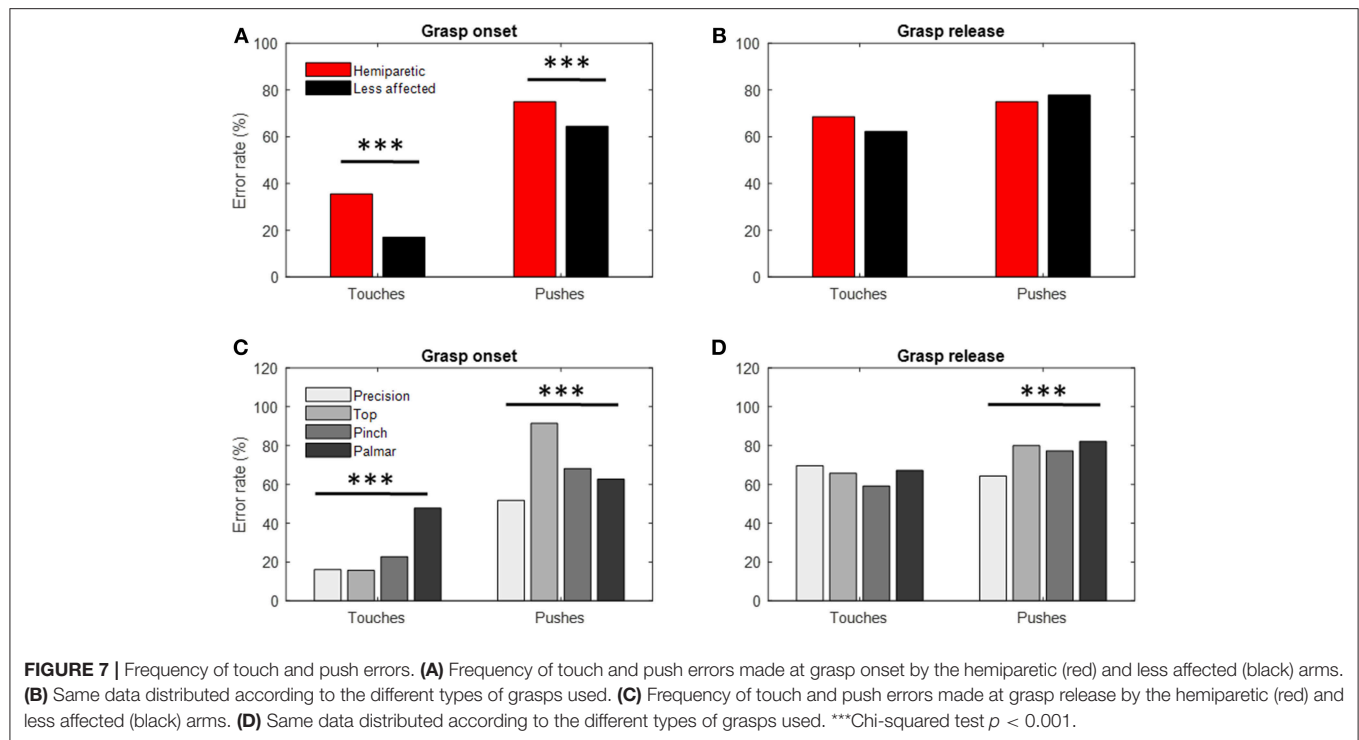 A
Grasp onset
100
80
60
40
20
0
Error rate (%)
Hemiparetic
Less affected
***
***
Touches
Pushes
B
Grasp release
100
80
60
40
20
0
Touches
Pushes
C
Grasp onset
120
100
80
60
40
20
0
Error rate (%)
Precision
Top
Pinch
Palmar
***
***
Touches
Pushes
D
Grasp release
120
100
80
60
40
20
0
***
Touches
Pushes
FIGURE 7 | Frequency of touch and push errors. (A) Frequency of touch and push errors made at grasp onset by the hemiparetic (red) and less affected (black) arms.
(B) Same data distributed according to the different types of grasps used. (C) Frequency of touch and push errors made at grasp release by the hemiparetic (red) and
less affected (black) arms. (D) Same data distributed according to the different types of grasps used. ***Chi-squared test p < 0.001.